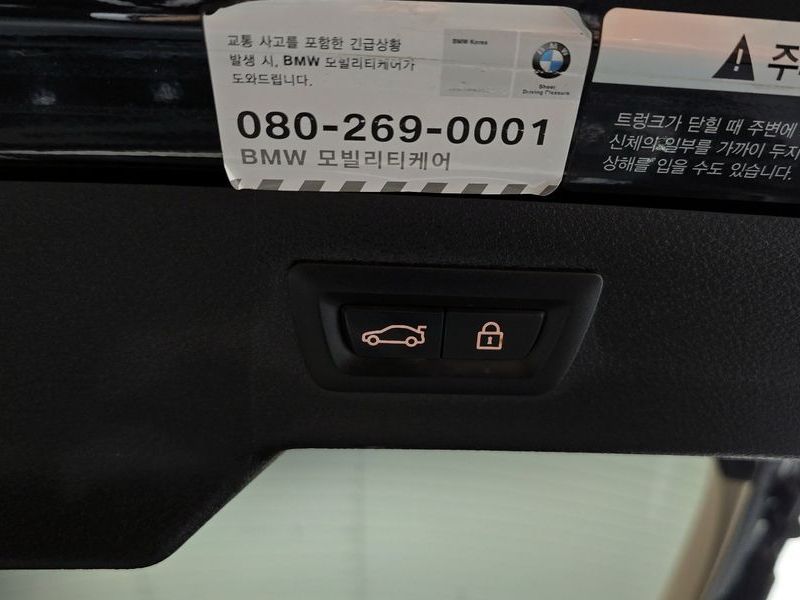 교통 사고를 포함한 긴급상황
발생 시, BMW 모빌리티케어가
도와드립니다.
BMW Korea
BMW
Sheer
Driving Pleasure
080-269-0001
BMW 모빌리티케어
주
트렁크가 닫힐 때 주변에
신체의 일부를 가까이 두지
상해를 입을 수도 있습니다.